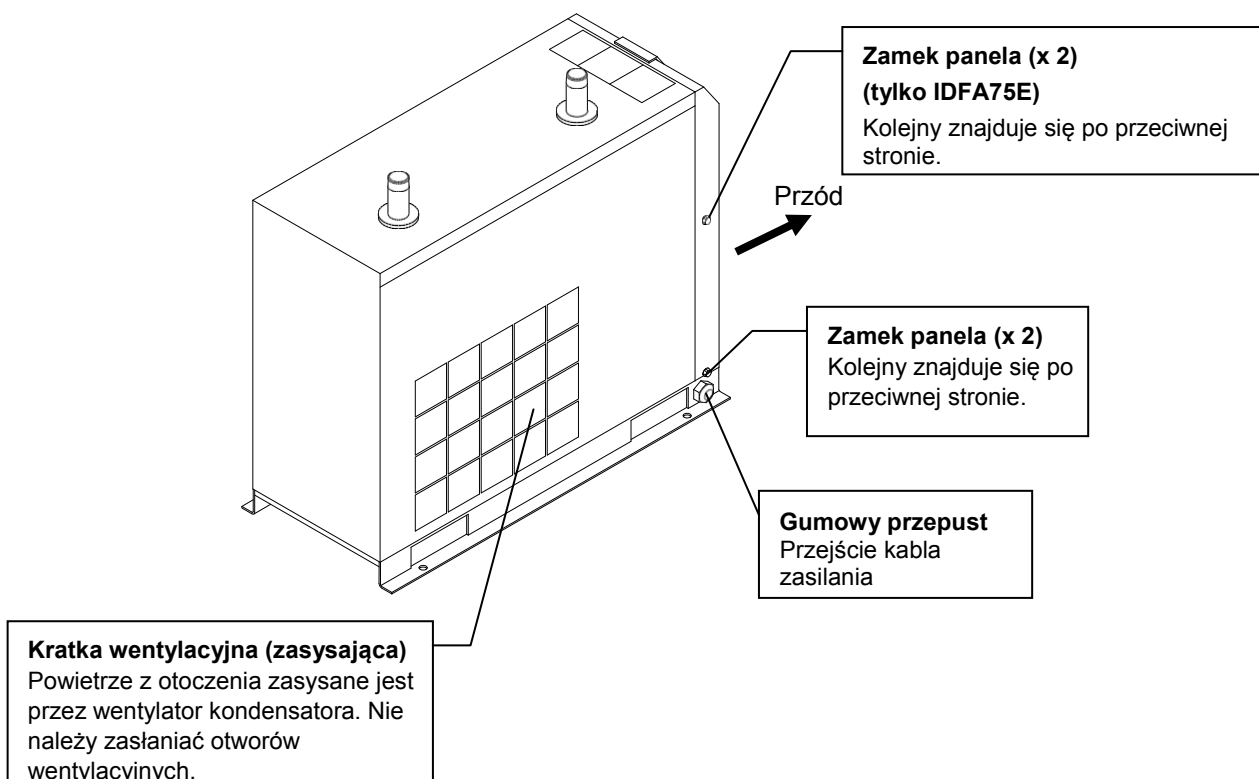 Zamek panela (x 2)
(tylko IDFA75E)
Kolejny znajduje się po przeciwnej
stronie.
Przód
Zamek panela (x 2)
Kolejny znajduje się po
przeciwnej stronie.
Gumowy przepust
Przejście kabla
zasilania
Kratka wentylacyjna (zasysająca)
Powietrze z otoczenia zasysane jest
przez wentylator kondensatora. Nie
należy zasłaniać otworów
wentylacyjnych.